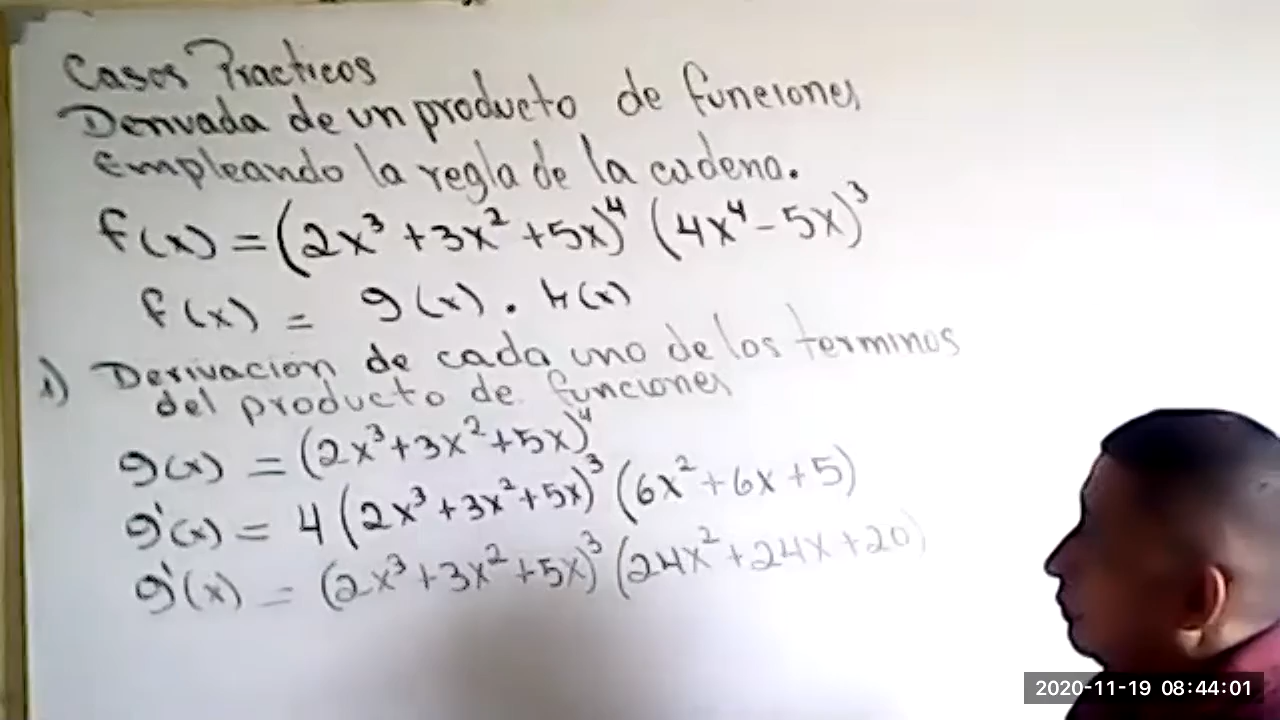 Casos Practicos
Derivada de un producto de funciones
empleando la regla de la cadena.
f(x) = (2x³ + 3x² + 5x)⁴ (4x⁴ - 5x)³
f(x) = g(x) . h(x)
1) Derivación de cada uno de los terminos
del producto de funciones
g(x) = (2x³ + 3x² + 5x)⁴
g'(x) = 4 (2x³ + 3x² + 5x)³ (6x² + 6x + 5)
g'(x) = (2x³ + 3x² + 5x)³ (24x² + 24x + 20)
2020-11-19 08:44:01